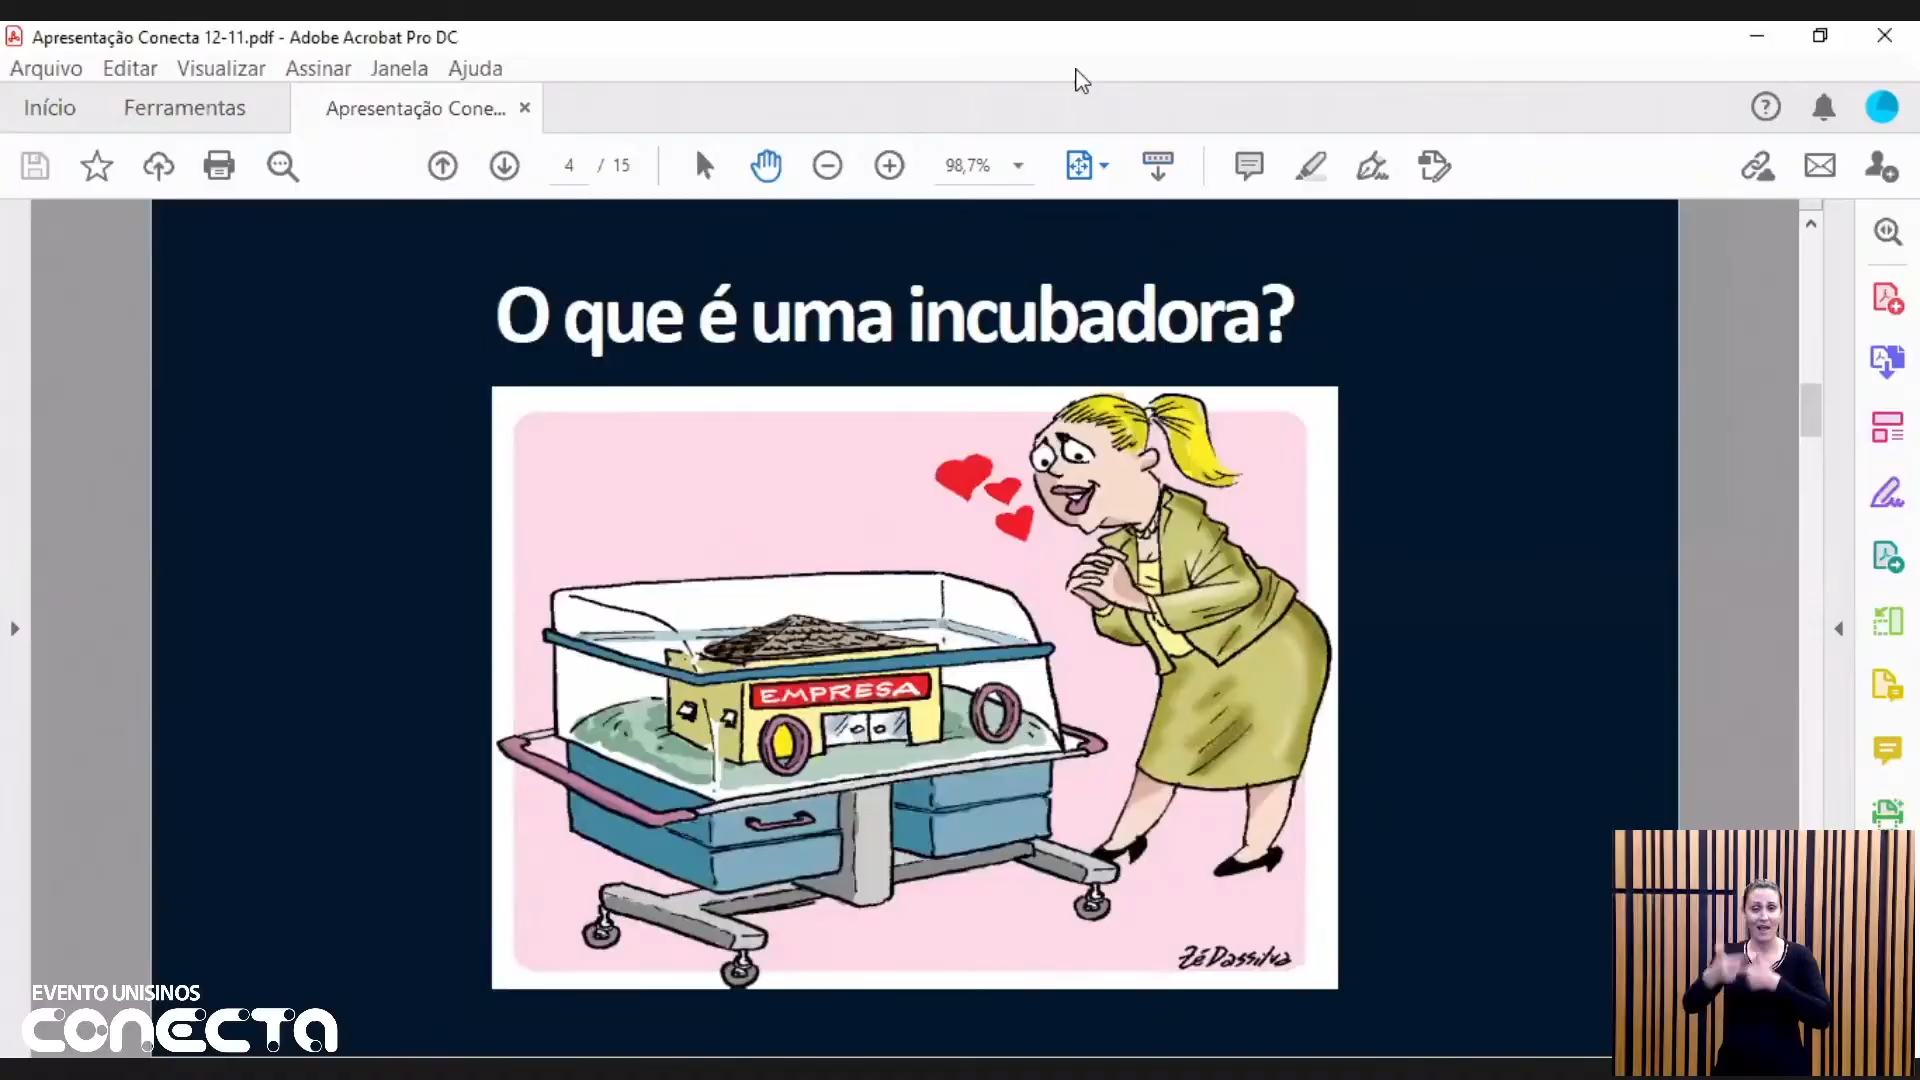 Apresentação Conecta 12-11.pdf - Adobe Acrobat Pro DC
Arquivo Editar Visualizar Assinar Janela Ajuda
Início Ferramentas Apresentação Cone... ×
4 / 15 98,7%
O que é uma incubadora?
EMPRESA
ZéDassilva
EVENTO UNISINOS
CONECTA